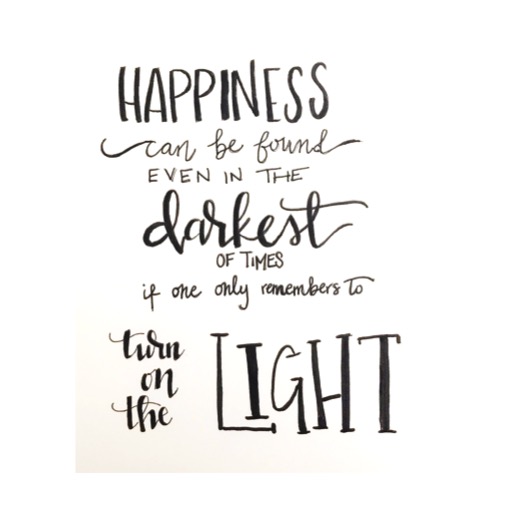 HAPPINESS
can be found
EVEN IN THE
darkest
OF TIMES
if one only remembers to
turn
on
the
LIGHT